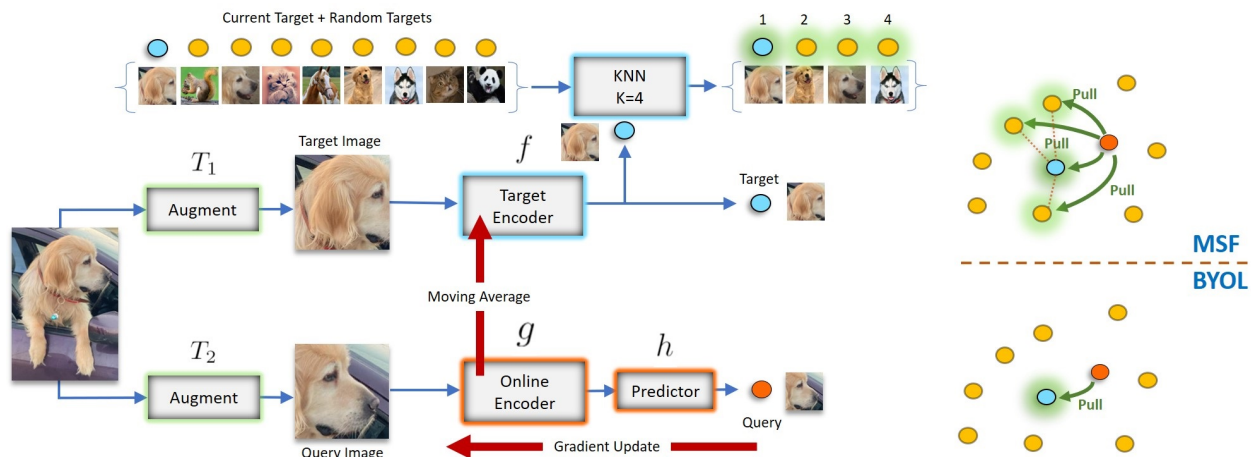 Current Target + Random Targets
1 2 3 4
KNN
K=4
Target Image
T1
Augment
f
Target
Encoder
Target
Moving Average
T2
Augment
Query Image
g
Online
Encoder
h
Predictor
Query
Gradient Update
Pull
Pull
Pull
MSF
BYOL
Pull